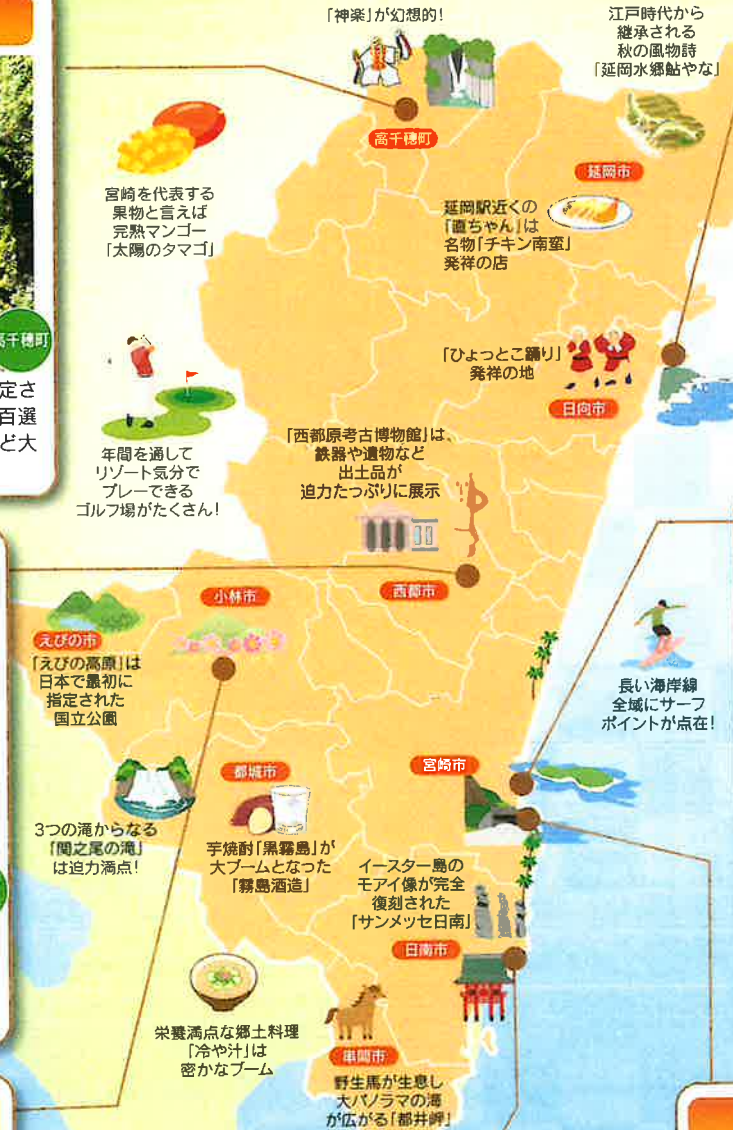 「神楽」が幻想的!
高千穂町
江戸時代から
継承される
秋の風物詩
「延岡水郷鮎やな」
延岡市
宮崎を代表する
果物と言えば
完熟マンゴー
「太陽のタマゴ」
延岡駅近くの
「直ちゃん」は
名物「チキン南蛮」
発祥の店
高千穂町
定さ
百選
ど大
「ひょっとこ踊り」
発祥の地
日向市
年間を通して
リゾート気分で
プレーできる
ゴルフ場がたくさん!
「西都原考古博物館」は、
鉄器や遺物など
出土品が
迫力たっぷりに展示
西都市
小林市
えびの市
「えびの高原」は
日本で最初に
指定された
国立公園
長い海岸線
全域にサーフ
ポイントが点在!
都城市
宮崎市
3つの滝からなる
「関之尾の滝」
は迫力満点!
芋焼酎「黒霧島」が
大ブームとなった
「霧島酒造」
イースター島の
モアイ像が完全
復刻された
「サンメッセ日南」
日南市
栄養満点な郷土料理
「冷や汁」は
密かなブーム
串間市
野生馬が生息し
大パノラマの海
が広がる「都井岬」